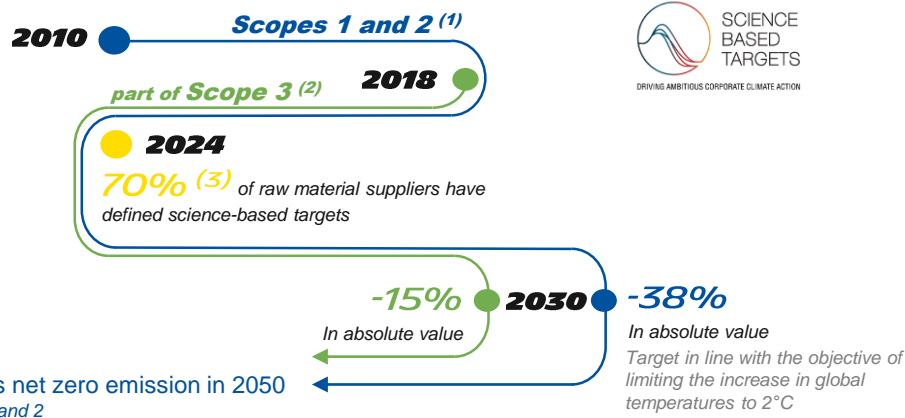 2010
Scopes 1 and 2 (1)
SCIENCE
BASED
TARGETS
DRIVING AMBITIOUS CORPORATE CLIMATE ACTION
2018
part of Scope 3 (2)
2024
70% (3) of raw material suppliers have
defined science-based targets
-15%
In absolute value
2030
-38%
In absolute value
Target in line with the objective of
limiting the increase in global
temperatures to 2°C
s net zero emission in 2050
and 2